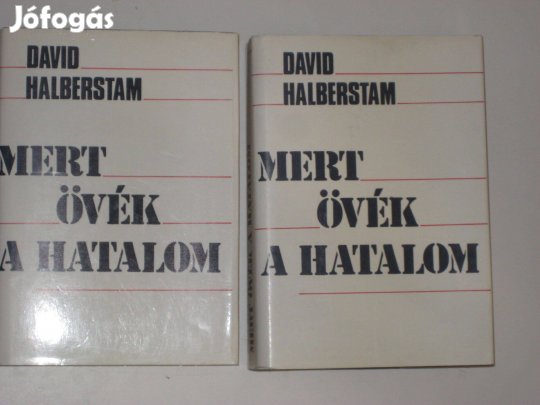 Jófogás
DAVID
HALBERSTAM
MERT
ÖVÉK
A HATALOM
DAVID
HALBERSTAM
MERT
ÖVÉK
A HATALOM